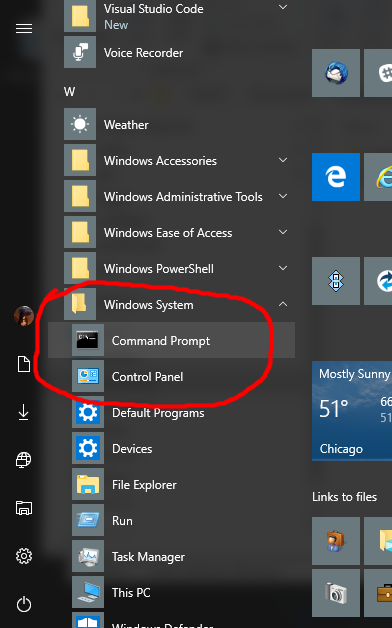 Visual Studio Code
New
Voice Recorder
W
Weather
Windows Accessories
Windows Administrative Tools
Windows Ease of Access
Windows PowerShell
Windows System
Command Prompt
Control Panel
Default Programs
Devices
File Explorer
Run
Task Manager
This PC
Windows Defender
Mostly Sunny
51° 66
51
Chicago
Links to files